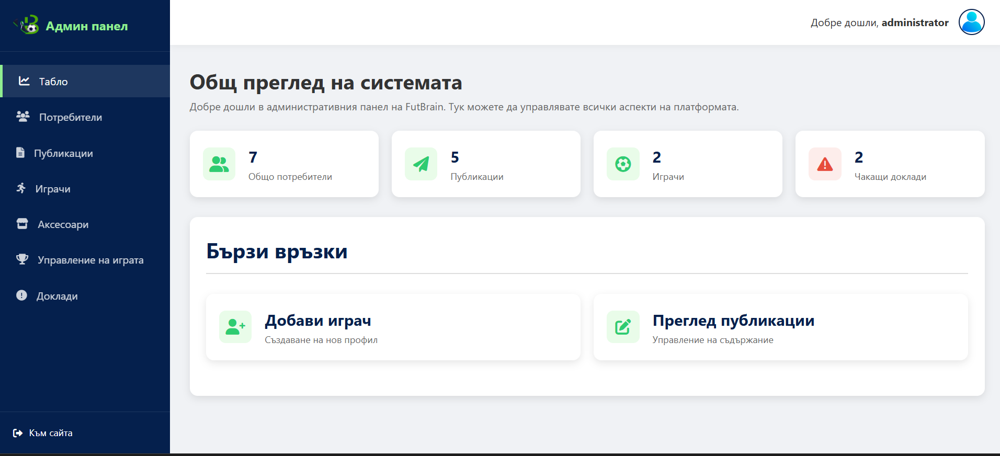 Админ панел
Добре дошли, administrator
Табло
Потребители
Публикации
Играчи
Аксесоари
Управление на играта
Доклади
Към сайта
Общ преглед на системата
Добре дошли в административния панел на FutBrain. Тук можете да управлявате всички аспекти на платформата.
7
Общо потребители
5
Публикации
2
Играчи
2
Чакащи доклади
Бързи връзки
Добави играч
Създаване на нов профил
Преглед публикации
Управление на съдържание